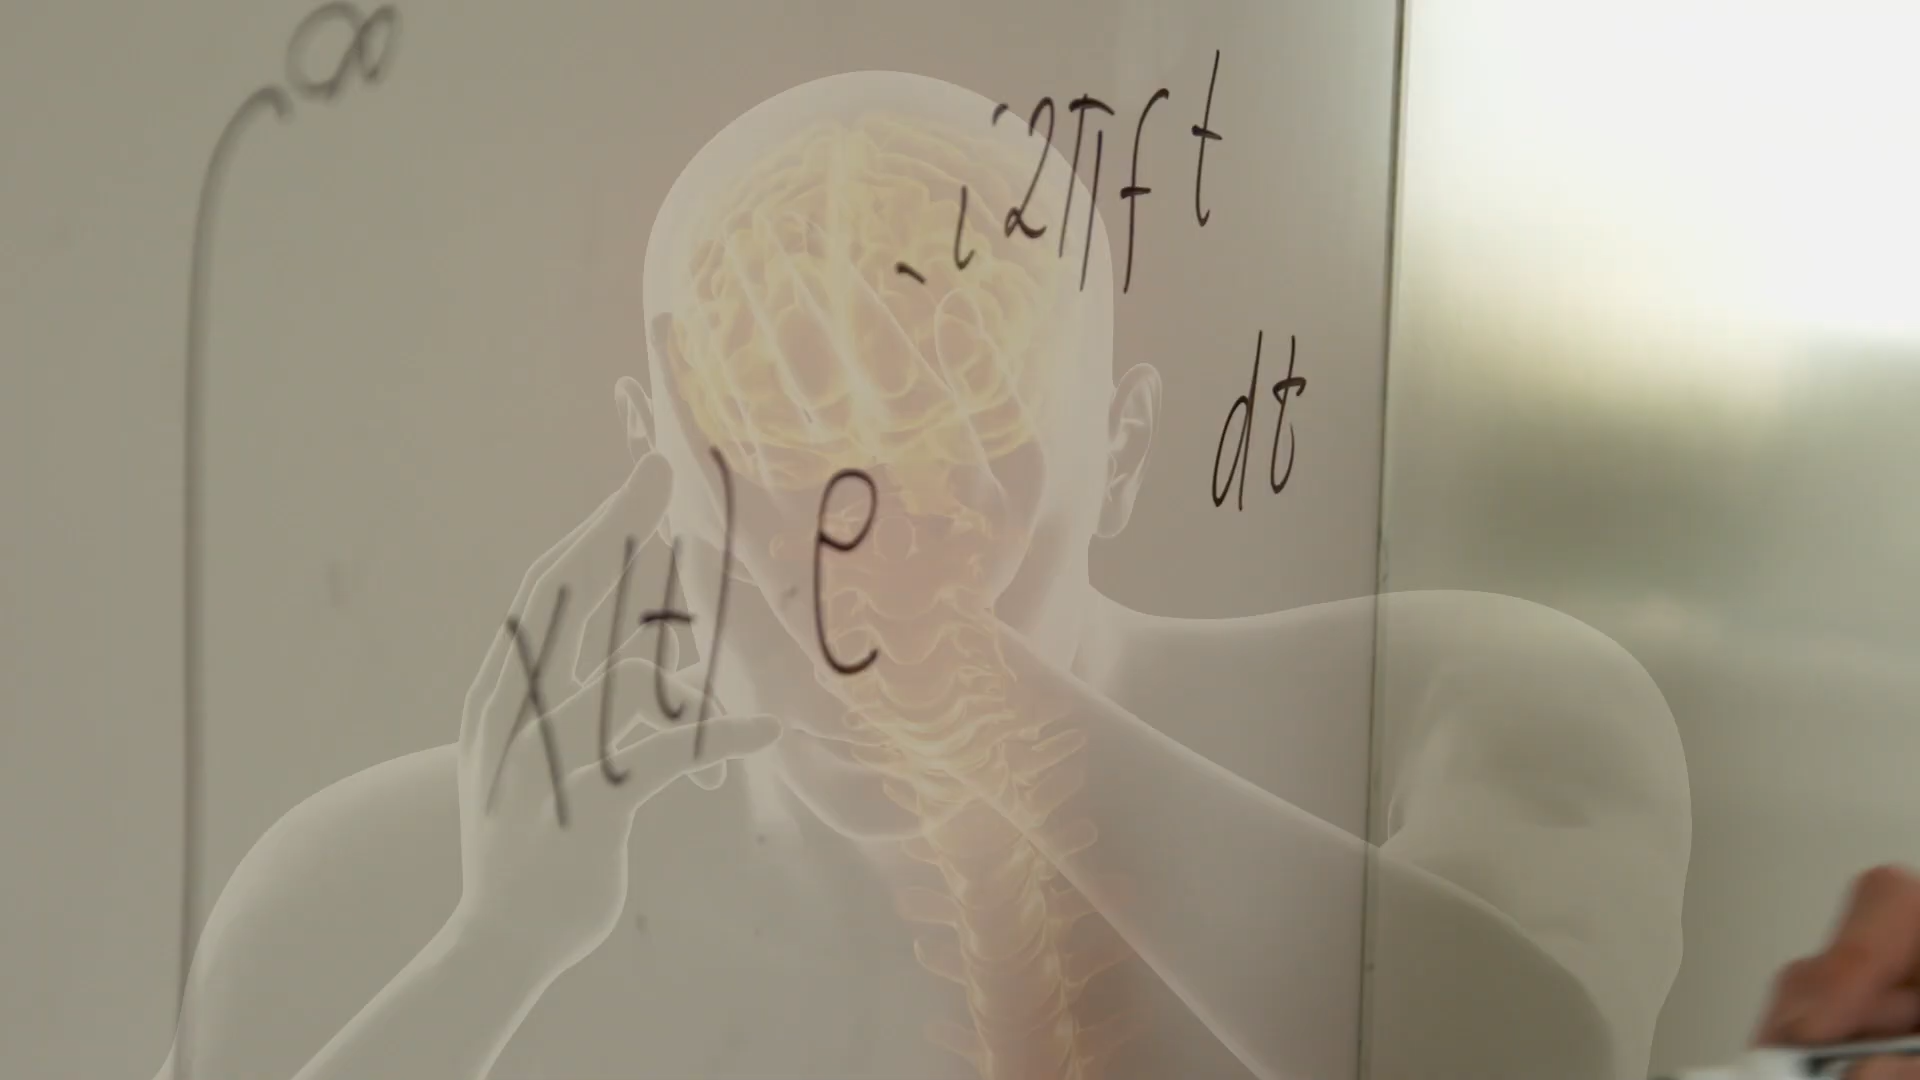 ∞
∫ x(t) e^{-i2πft} dt